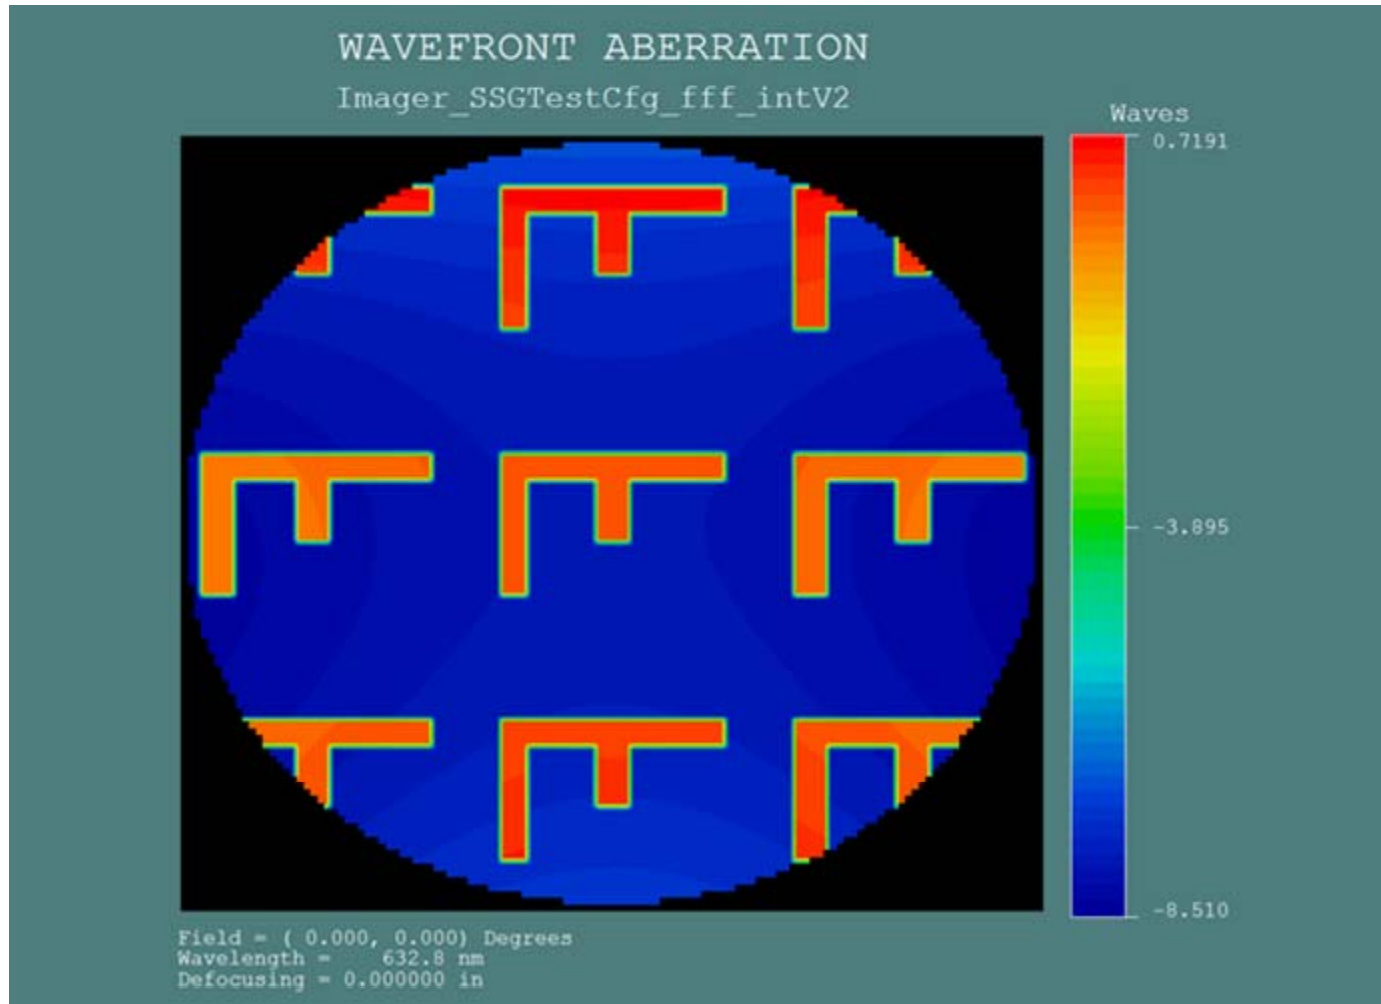 WAVEFRONT ABERRATION
Imager_SSGTestCfg_fff_intV2
Waves
0.7191
-3.895
-8.510
Field = ( 0.000, 0.000) Degrees
Wavelength =    632.8 nm
Defocusing = 0.000000 in